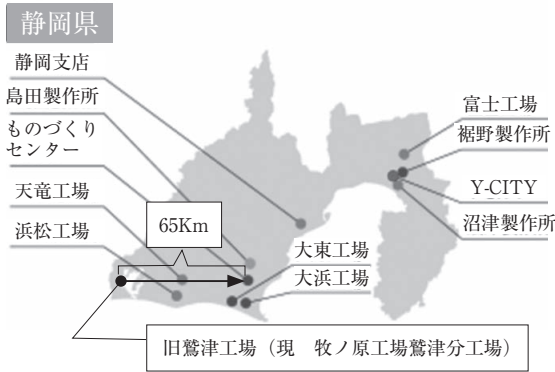 静岡県
静岡支店
島田製作所
ものづくり
センター
天竜工場
浜松工場
65Km
富士工場
裾野製作所
Y-CITY
沼津製作所
大東工場
大浜工場
旧鷲津工場（現　牧ノ原工場鷲津分工場）